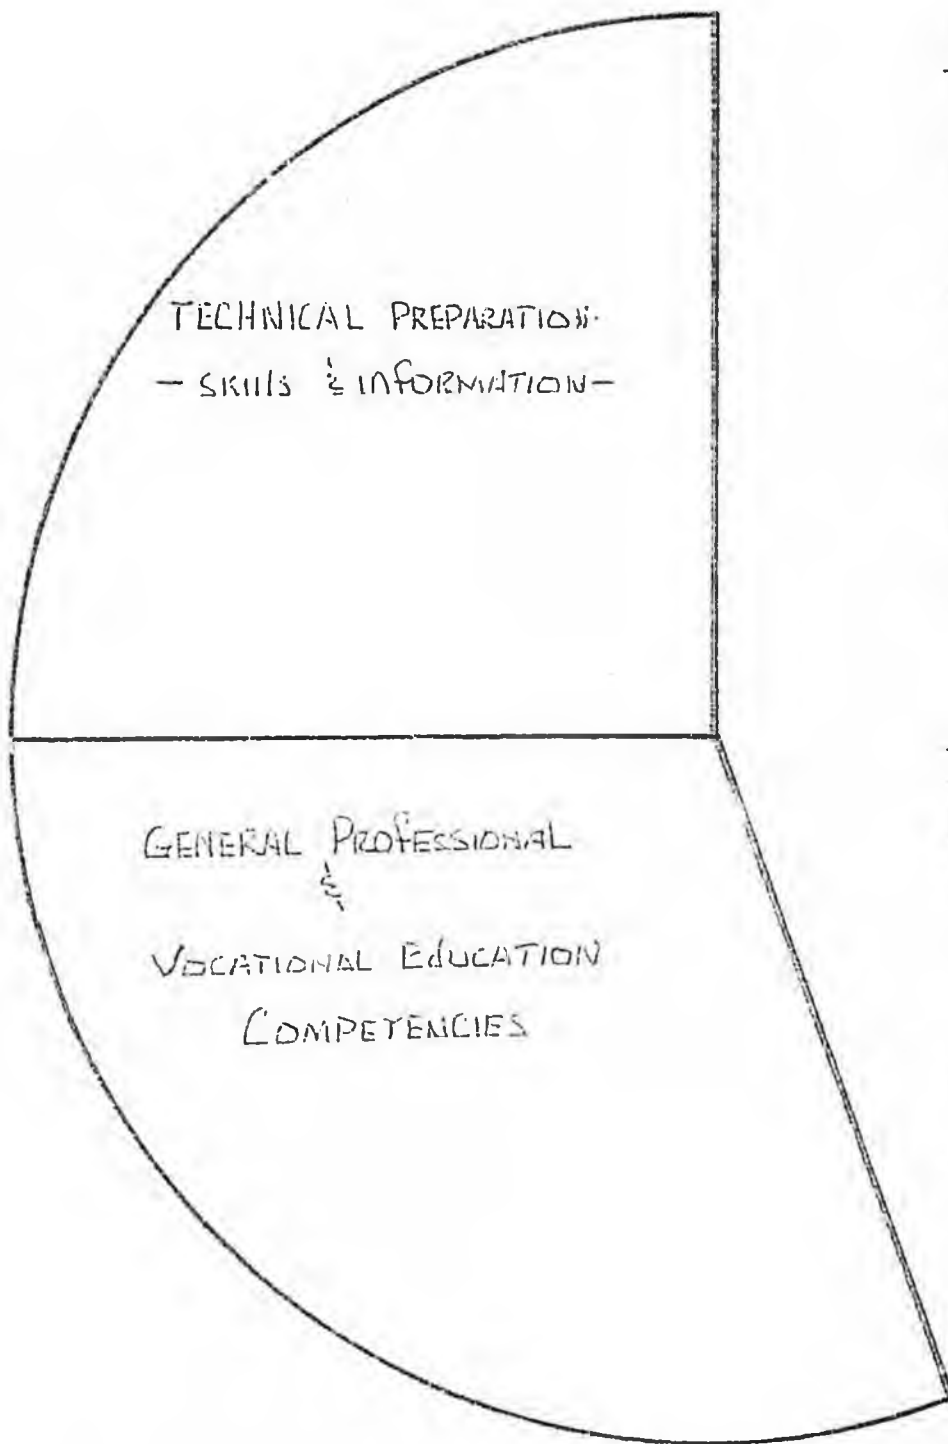 TECHNICAL PREPARATION
- SKIlls & INfORMATION -
GENERAL PROfESSIONAL
&
VOCATIONAL EdUCATION
COMPETENCIES